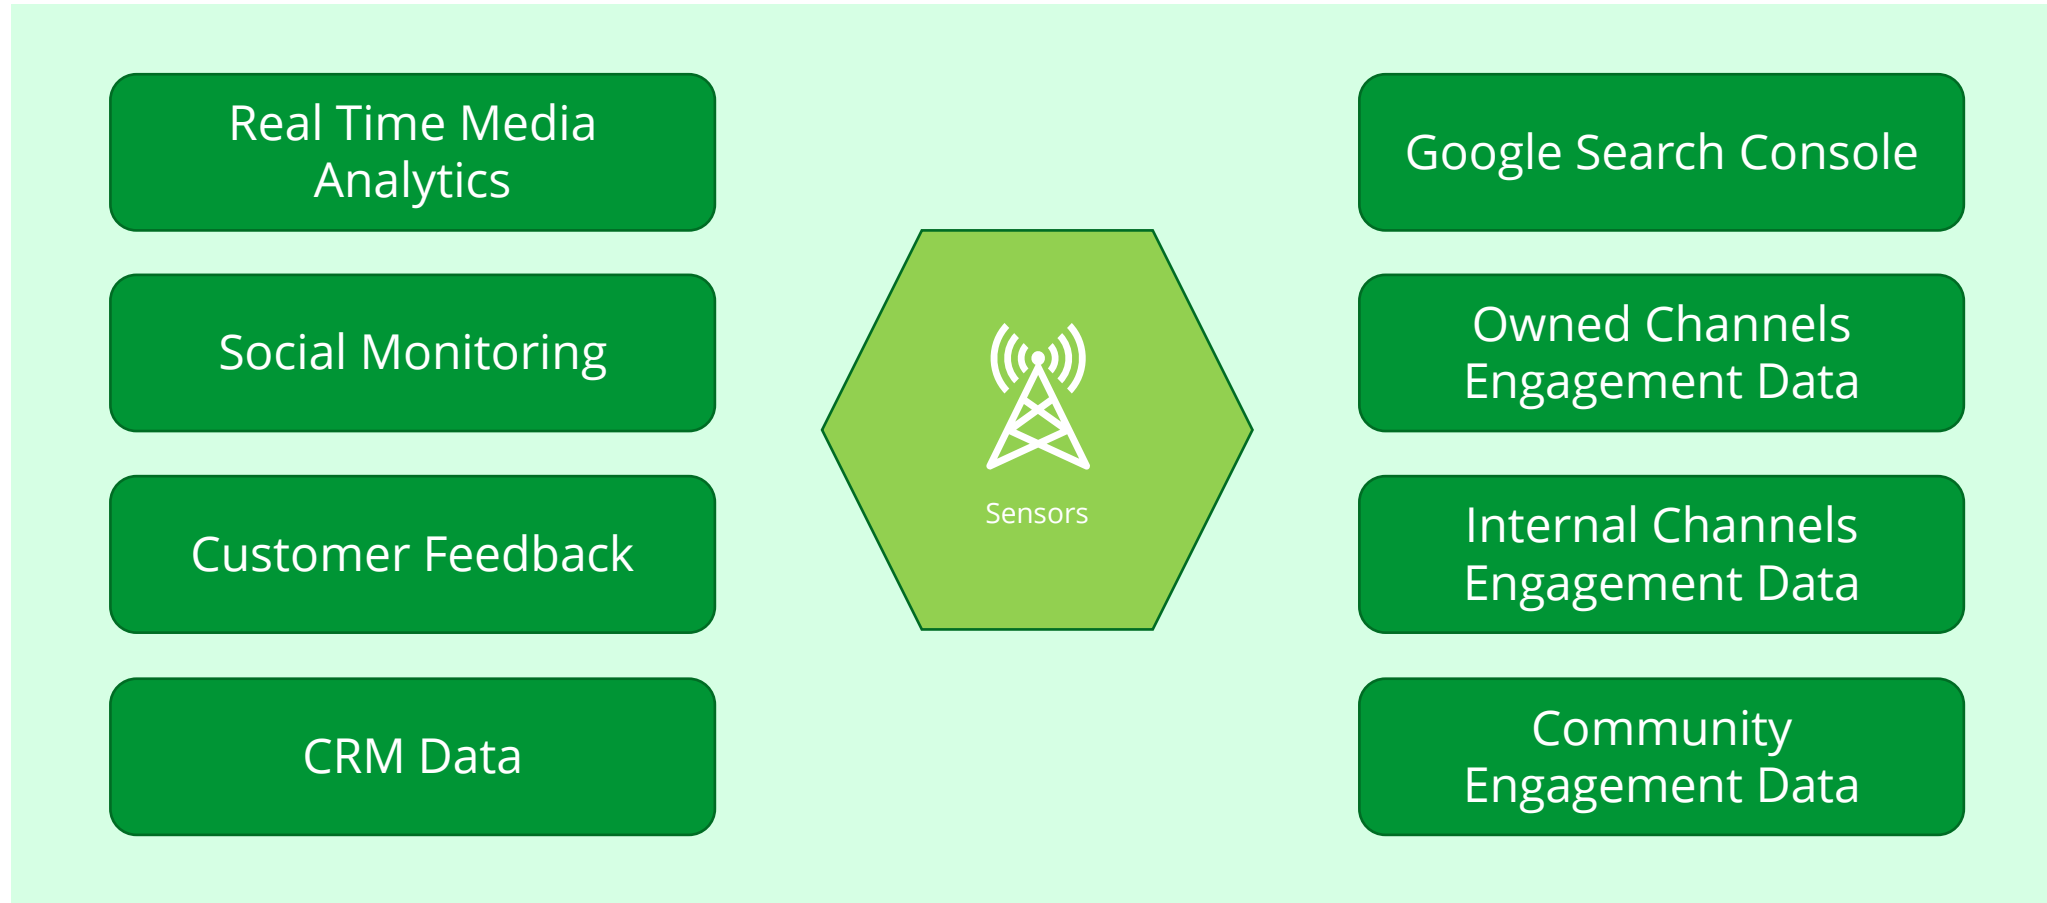 Real Time Media
Analytics
Social Monitoring
Customer Feedback
CRM Data
Sensors
Google Search Console
Owned Channels
Engagement Data
Internal Channels
Engagement Data
Community
Engagement Data